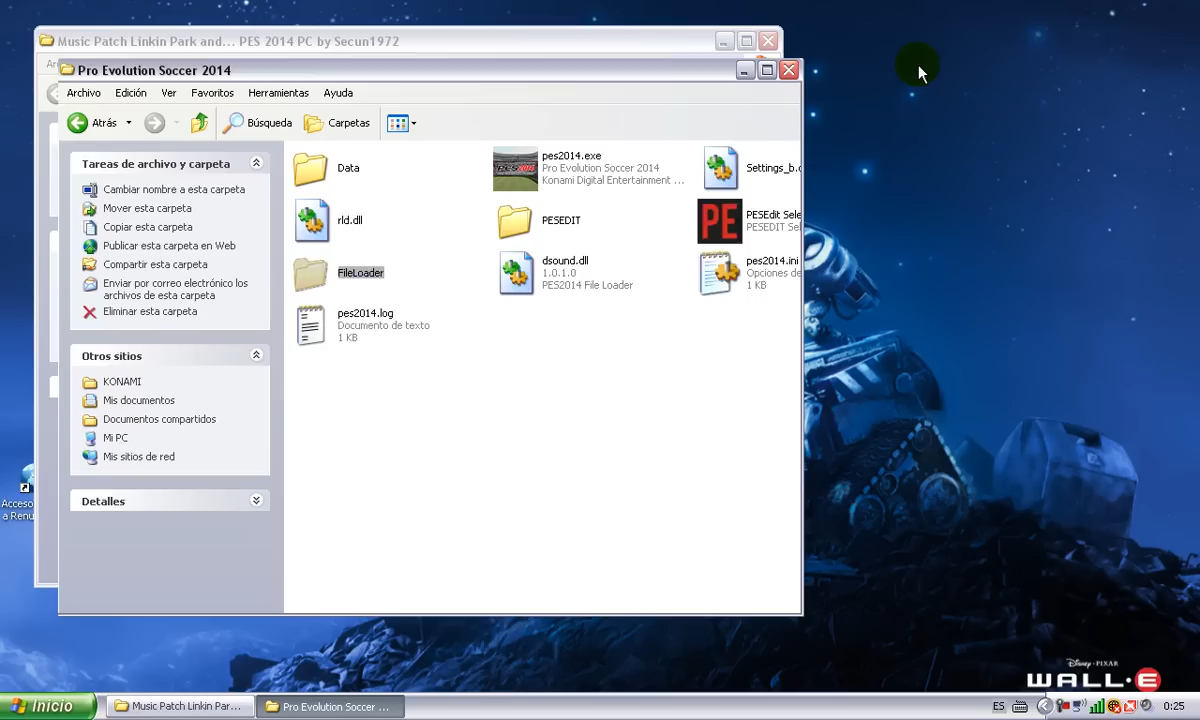 Music Patch Linkin Park and... PES 2014 PC by Secun1972
Pro Evolution Soccer 2014
Archivo Edición Ver Favoritos Herramientas Ayuda
Atrás Búsqueda Carpetas
Tareas de archivo y carpeta
Cambiar nombre a esta carpeta
Mover esta carpeta
Copiar esta carpeta
Publicar esta carpeta en Web
Compartir esta carpeta
Enviar por correo electrónico los
archivos de esta carpeta
Eliminar esta carpeta
Otros sitios
KONAMI
Mis documentos
Documentos compartidos
Mi PC
Mis sitios de red
Detalles
Data
pes2014.exe
Pro Evolution Soccer 2014
Konami Digital Entertainment ...
Settings_b.
rld.dll
PESEDIT
PE
PESEdit Sele
PESEDIT Sel
FileLoader
dsound.dll
1.0.1.0
PES2014 File Loader
pes2014.ini
Opciones de
1 KB
pes2014.log
Documento de texto
1 KB
Acceso
a Renu
DISNEY·PIXAR
WALL·E
Inicio
Music Patch Linkin Par...
Pro Evolution Soccer ...
ES
0:25